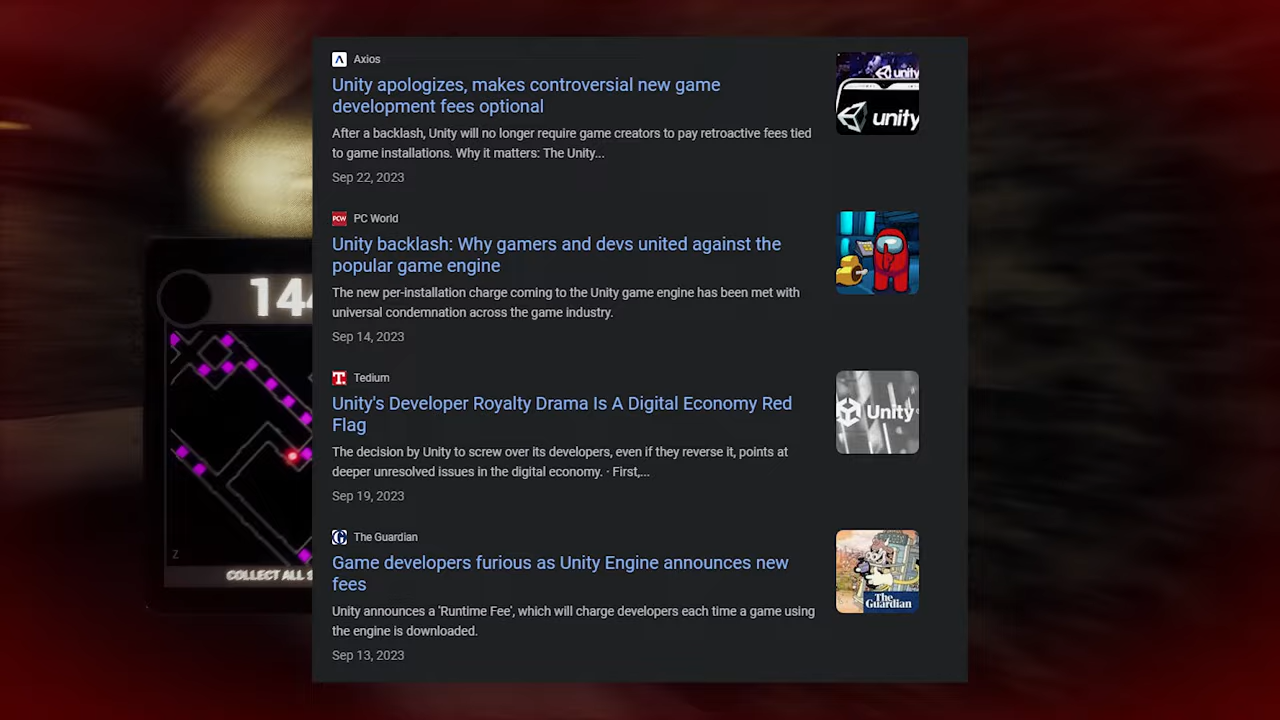 Axios
Unity apologizes, makes controversial new game
development fees optional
After a backlash, Unity will no longer require game creators to pay retroactive fees tied
to game installations. Why it matters: The Unity...
Sep 22, 2023
unity
unity
PCW
PC World
Unity backlash: Why gamers and devs united against the
popular game engine
The new per-installation charge coming to the Unity game engine has been met with
universal condemnation across the game industry.
Sep 14, 2023
144
T.
Tedium
Unity's Developer Royalty Drama Is A Digital Economy Red
Flag
The decision by Unity to screw over its developers, even if they reverse it, points at
deeper unresolved issues in the digital economy. · First,...
Sep 19, 2023
Unity
Z
COLLECT ALL
G
The Guardian
Game developers furious as Unity Engine announces new
fees
Unity announces a 'Runtime Fee', which will charge developers each time a game using
the engine is downloaded.
Sep 13, 2023
The
Guardian